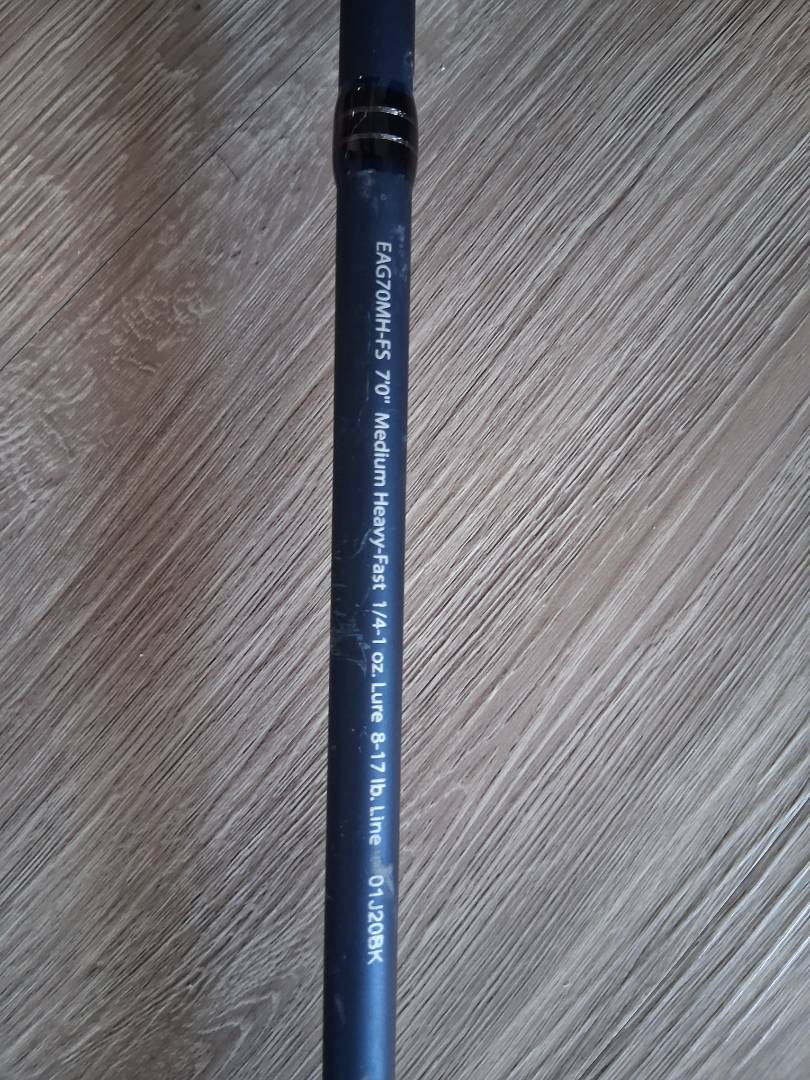 EAG70MH-FS 7'0" Medium Heavy-Fast 1/4-1 oz. Lure 8-17 lb. Line 01J20BK